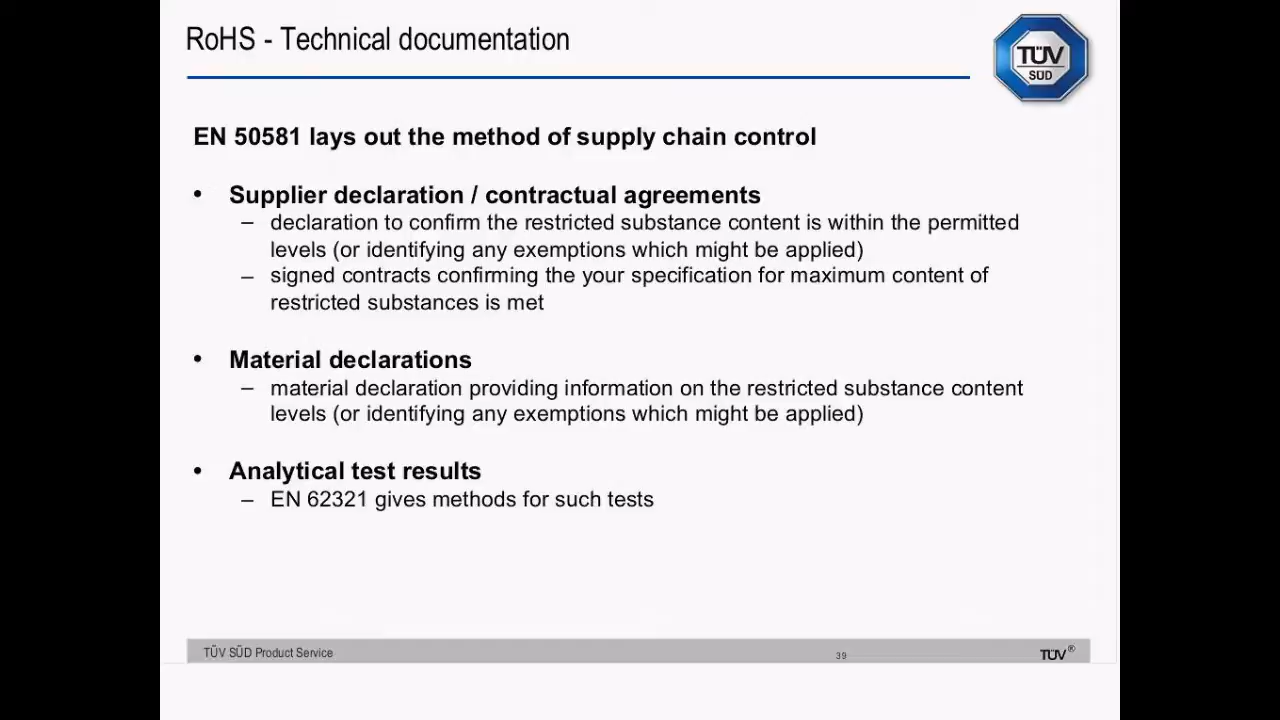 RoHS - Technical documentation
TÜV
SÜD
EN 50581 lays out the method of supply chain control
• Supplier declaration / contractual agreements
– declaration to confirm the restricted substance content is within the permitted
levels (or identifying any exemptions which might be applied)
– signed contracts confirming the your specification for maximum content of
restricted substances is met
• Material declarations
– material declaration providing information on the restricted substance content
levels (or identifying any exemptions which might be applied)
• Analytical test results
– EN 62321 gives methods for such tests
TÜV SÜD Product Service
39
TÜV®